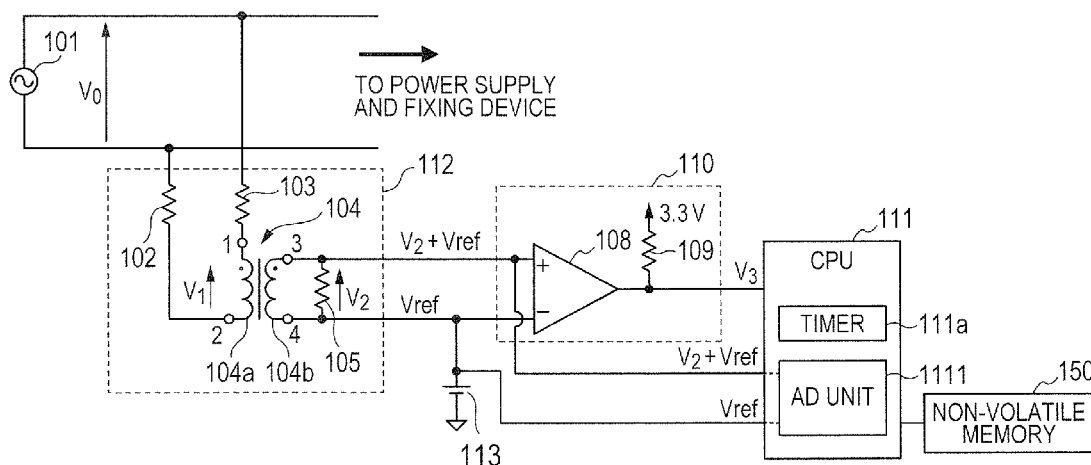 101
V0
TO POWER SUPPLY
AND FIXING DEVICE
112
103
104
102
1
3
V1
V2
2
4
104a
104b
105
V2 + Vref
Vref
110
3.3 V
108
109
+
−
V3
111
CPU
TIMER
111a
V2 + Vref
Vref
AD UNIT
1111
150
NON-VOLATILE
MEMORY
113